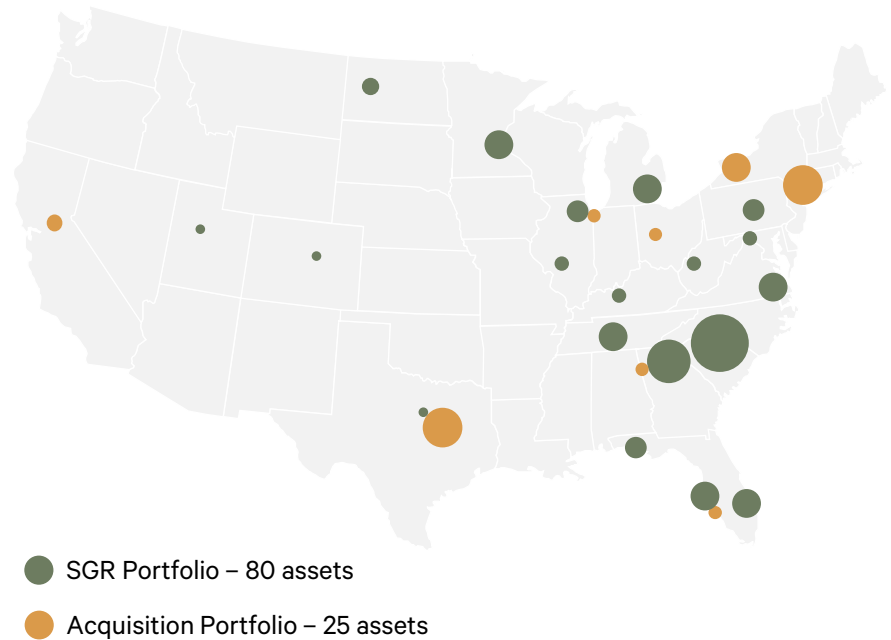 SGR Portfolio – 80 assets
Acquisition Portfolio – 25 assets